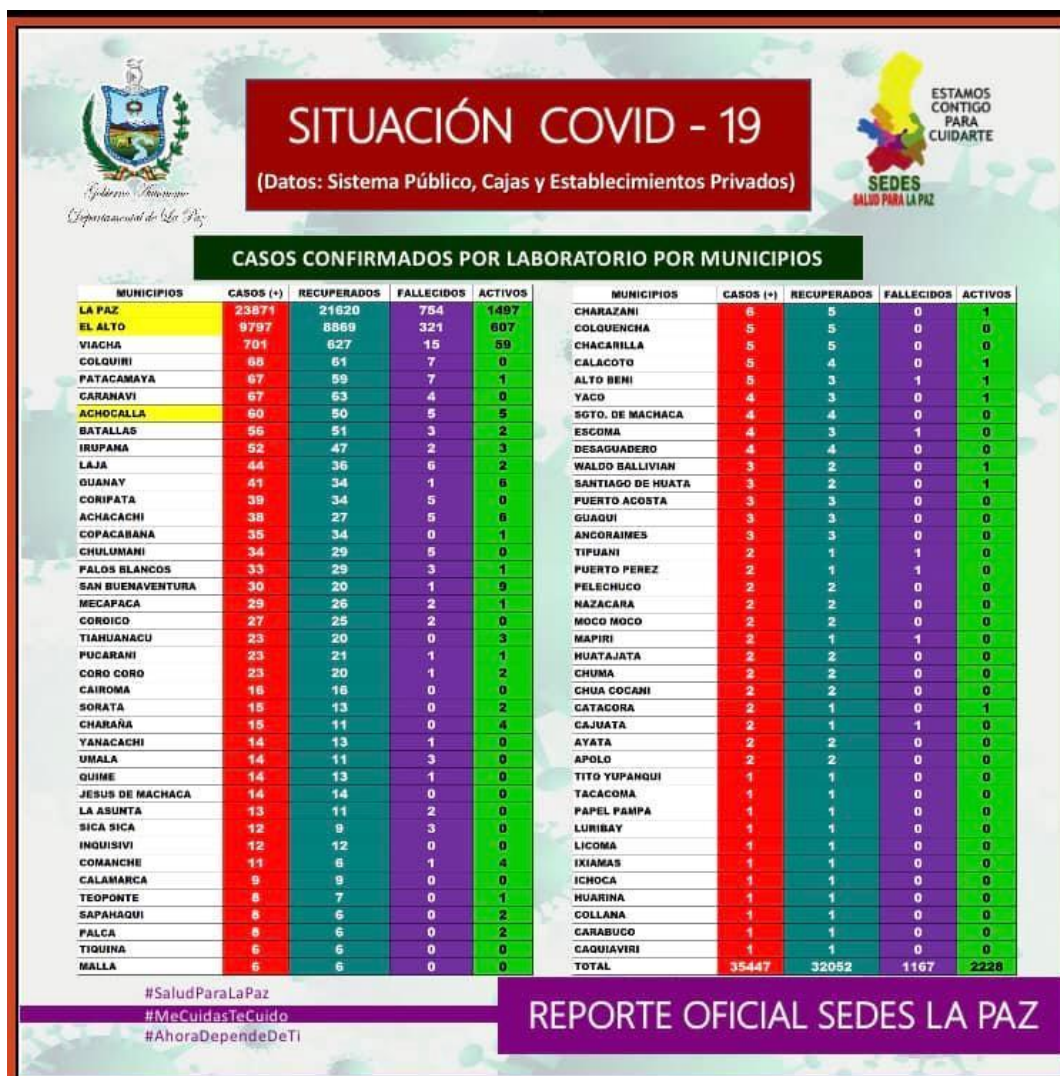 Gobierno Autonomo
Departamental de La Paz
SITUACIÓN COVID - 19
(Datos: Sistema Público, Cajas y Establecimientos Privados)
ESTAMOS
CONTIGO
PARA
CUIDARTE
SEDES
SALUD PARA LA PAZ
CASOS CONFIRMADOS POR LABORATORIO POR MUNICIPIOS
MUNICIPIOS CASOS (+) RECUPERADOS FALLECIDOS ACTIVOS
LA PAZ 23871 21620 754 1497
EL ALTO 9797 8869 321 607
VIACHA 701 627 15 59
COLQUIRI 68 61 7 0
PATACAMAYA 67 59 7 1
CARANAVI 67 63 4 0
ACHOCALLA 60 50 5 5
BATALLAS 56 51 3 2
IRUPANA 52 47 2 3
LAJA 44 36 6 2
GUANAY 41 34 1 6
CORIPATA 39 34 5 0
ACHACACHI 38 27 5 6
COPACABANA 35 34 0 1
CHULUMANI 34 29 5 0
PALOS BLANCOS 33 29 3 1
SAN BUENAVENTURA 30 20 1 9
MECAPACA 29 26 2 1
COROICO 27 25 2 0
TIAHUANACU 23 20 0 3
PUCARANI 23 21 1 1
CORO CORO 23 20 1 2
CAIROMA 16 16 0 0
SORATA 15 13 0 2
CHARAÑA 15 11 0 4
YANACACHI 14 13 1 0
UMALA 14 11 3 0
QUIME 14 13 1 0
JESUS DE MACHACA 14 14 0 0
LA ASUNTA 13 11 2 0
SICA SICA 12 9 3 0
INQUISIVI 12 12 0 0
COMANCHE 11 6 1 4
CALAMARCA 9 9 0 0
TEOPONTE 8 7 0 1
SAPAHAQUI 8 6 0 2
PALCA 8 6 0 2
TIQUINA 6 6 0 0
MALLA 6 6 0 0
MUNICIPIOS CASOS (+) RECUPERADOS FALLECIDOS ACTIVOS
CHARAZANI 6 5 0 1
COLQUENCHA 5 5 0 0
CHACARILLA 5 5 0 0
CALACOTO 5 4 0 1
ALTO BENI 5 3 1 1
YACO 4 3 0 1
SGTO. DE MACHACA 4 4 0 0
ESCOMA 4 3 1 0
DESAGUADERO 4 4 0 0
WALDO BALLIVIAN 3 2 0 1
SANTIAGO DE HUATA 3 2 0 1
PUERTO ACOSTA 3 3 0 0
GUAQUI 3 3 0 0
ANCORAIMES 3 3 0 0
TIPUANI 2 1 1 0
PUERTO PEREZ 2 1 1 0
PELECHUCO 2 2 0 0
NAZACARA 2 2 0 0
MOCO MOCO 2 2 0 0
MAPIRI 2 1 1 0
HUATAJATA 2 2 0 0
CHUMA 2 2 0 0
CHUA COCANI 2 2 0 0
CATACORA 2 1 0 1
CAJUATA 2 1 1 0
AYATA 2 2 0 0
APOLO 2 2 0 0
TITO YUPANQUI 1 1 0 0
TACACOMA 1 1 0 0
PAPEL PAMPA 1 1 0 0
LURIBAY 1 1 0 0
LICOMA 1 1 0 0
IXIAMAS 1 1 0 0
ICHOCA 1 1 0 0
HUARINA 1 1 0 0
COLLANA 1 1 0 0
CARABUCO 1 1 0 0
CAQUIAVIRI 1 1 0 0
TOTAL 35447 32052 1167 2228
#SaludParaLaPaz
#MeCuidasTeCuido
#AhoraDependeDeTi
REPORTE OFICIAL SEDES LA PAZ